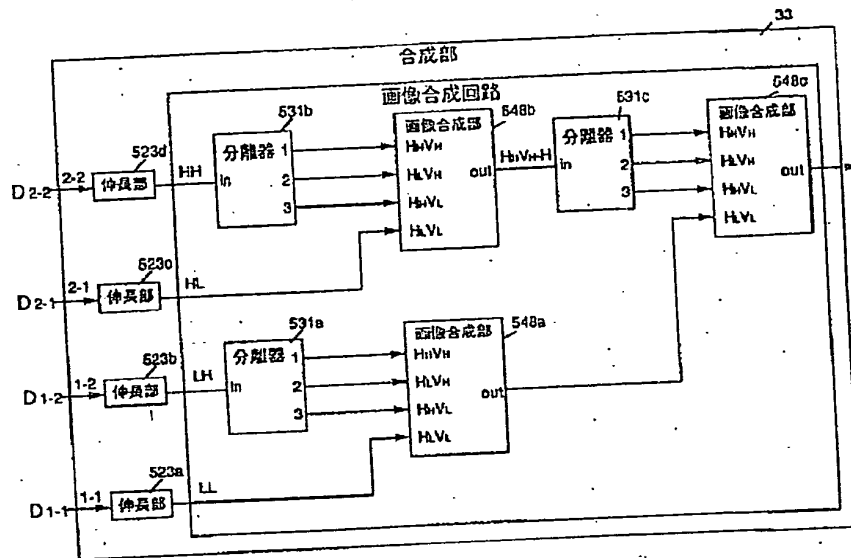 33
合成部
画像合成回路
531b
548b
531c
548c
523d
分離器 1
in
2
3
画像合成部
HHVH
HLVH
HHVL
HLVL
out
HHVH-H
分離器 1
in
2
3
画像合成部
HHVH
HLVH
HHVL
HLVL
out
D2-2
2-2
伸長部
HH
523c
D2-1
2-1
伸長部
HL
531a
548a
523b
分離器 1
in
2
3
画像合成部
HHVH
HLVH
HHVL
HLVL
out
D1-2
1-2
伸長部
LH
523a
D1-1
1-1
伸長部
LL